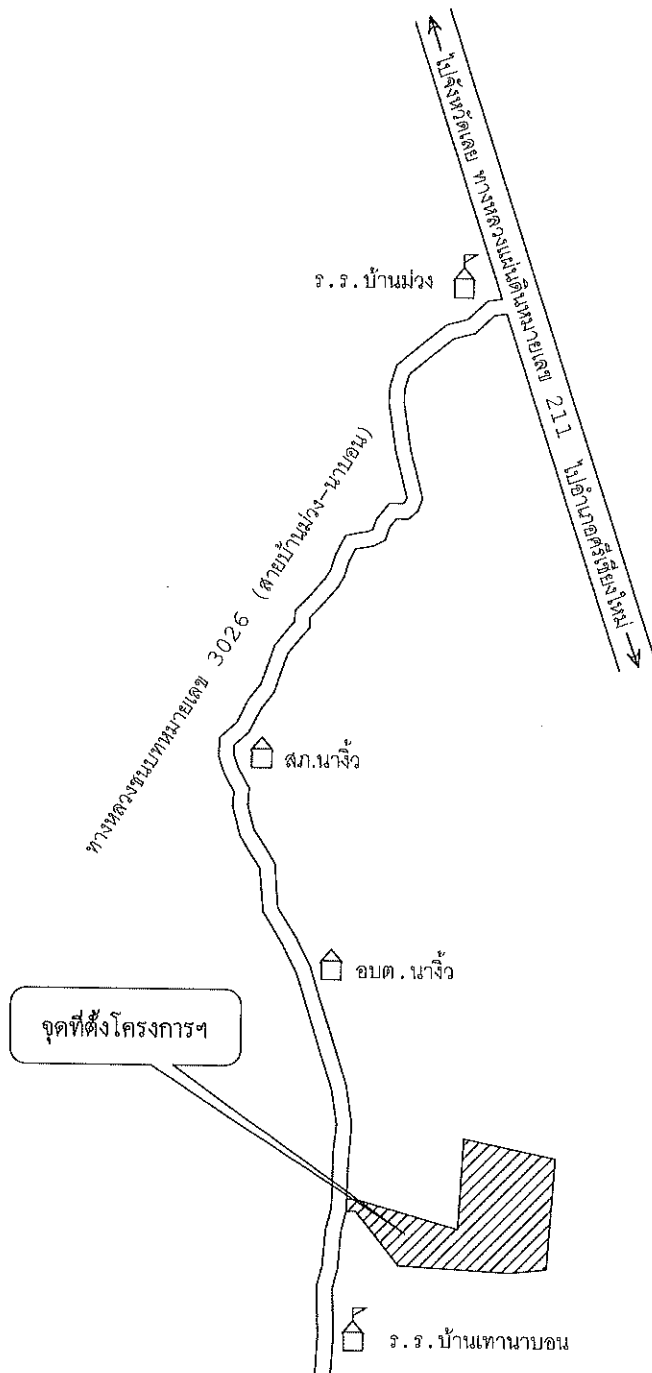 ← ไปจังหวัดเลย ทางหลวงแผ่นดินหมายเลข 211 ไปอำเภอศรีเชียงใหม่ →
ร.ร.บ้านม่วง
ทางหลวงชนบทหมายเลข 3026 (สายบ้านม่วง-นาบอน)
สภ.นางิ้ว
อบต.นางิ้ว
จุดที่ตั้งโครงการฯ
ร.ร.บ้านเทานาบอน